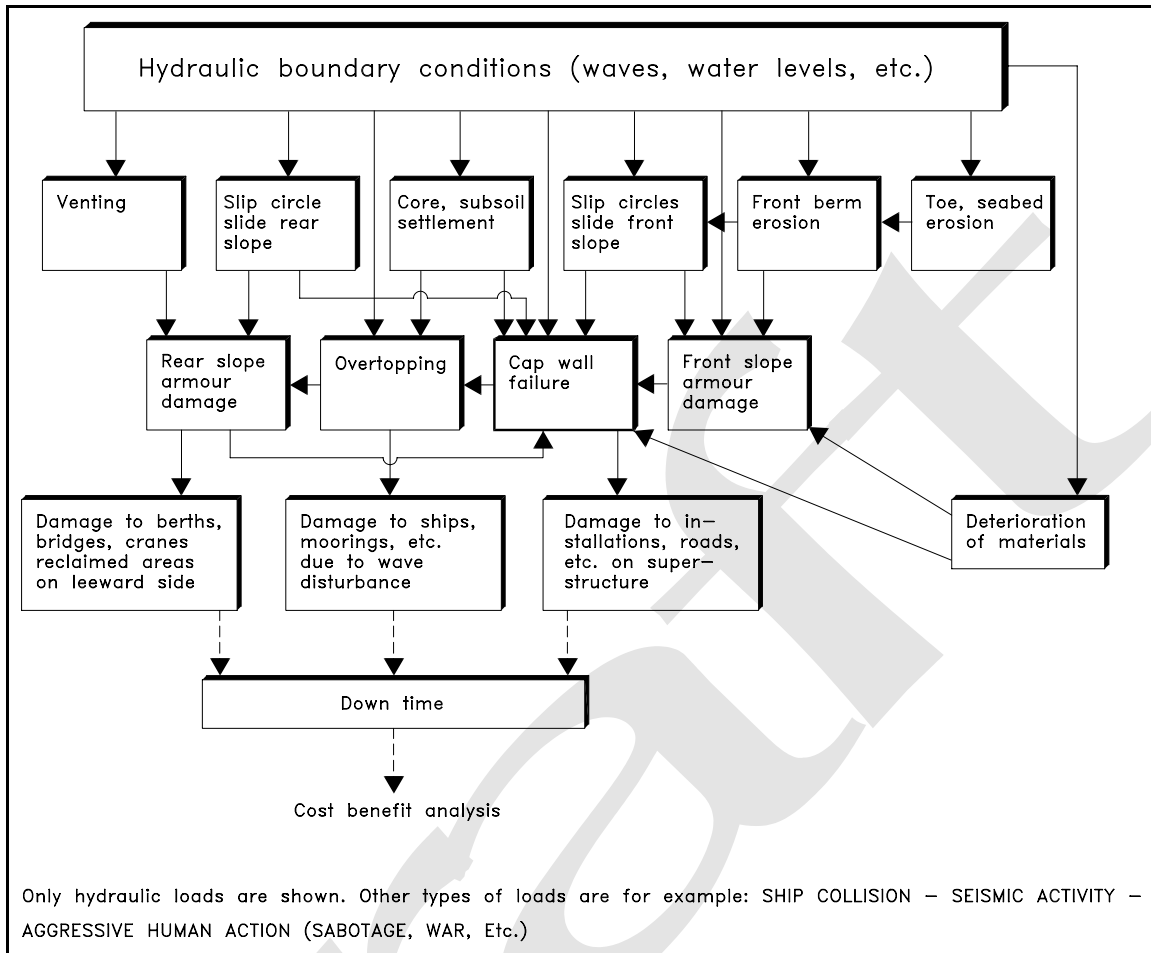 Hydraulic boundary conditions (waves, water levels, etc.)
Venting
Slip circle
slide rear
slope
Core, subsoil
settlement
Slip circles
slide front
slope
Front berm
erosion
Toe, seabed
erosion
Rear slope
armour
damage
Overtopping
Cap wall
failure
Front slope
armour
damage
Damage to berths,
bridges, cranes
reclaimed areas
on leeward side
Damage to ships,
moorings, etc.
due to wave
disturbance
Damage to in-
stallations, roads,
etc. on super-
structure
Deterioration
of materials
Down time
Cost benefit analysis
Only hydraulic loads are shown. Other types of loads are for example: SHIP COLLISION – SEISMIC ACTIVITY –
AGGRESSIVE HUMAN ACTION (SABOTAGE, WAR, Etc.)